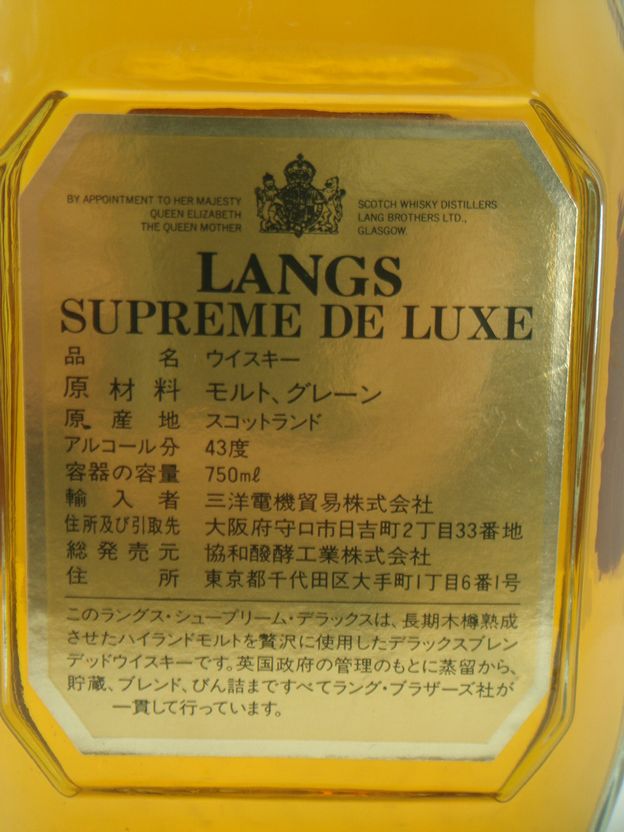 BY APPOINTMENT TO HER MAJESTY
QUEEN ELIZABETH
THE QUEEN MOTHER
SCOTCH WHISKY DISTILLERS
LANG BROTHERS LTD.,
GLASGOW.
LANGS
SUPREME DE LUXE
品名 ウイスキー
原材料 モルト、グレーン
原産地 スコットランド
アルコール分 43度
容器の容量 750mℓ
輸入者 三洋電機貿易株式会社
住所及び引取先 大阪府守口市日吉町2丁目33番地
総発売元 協和醗酵工業株式会社
住所 東京都千代田区大手町1丁目6番1号
このラングス・シュープリーム・デラックスは、長期木樽熟成
させたハイランドモルトを贅沢に使用したデラックスブレン
デッドウイスキーです。英国政府の管理のもとに蒸留から、
貯蔵、ブレンド、びん詰まですべてラング・ブラザーズ社が
一貫して行っています。